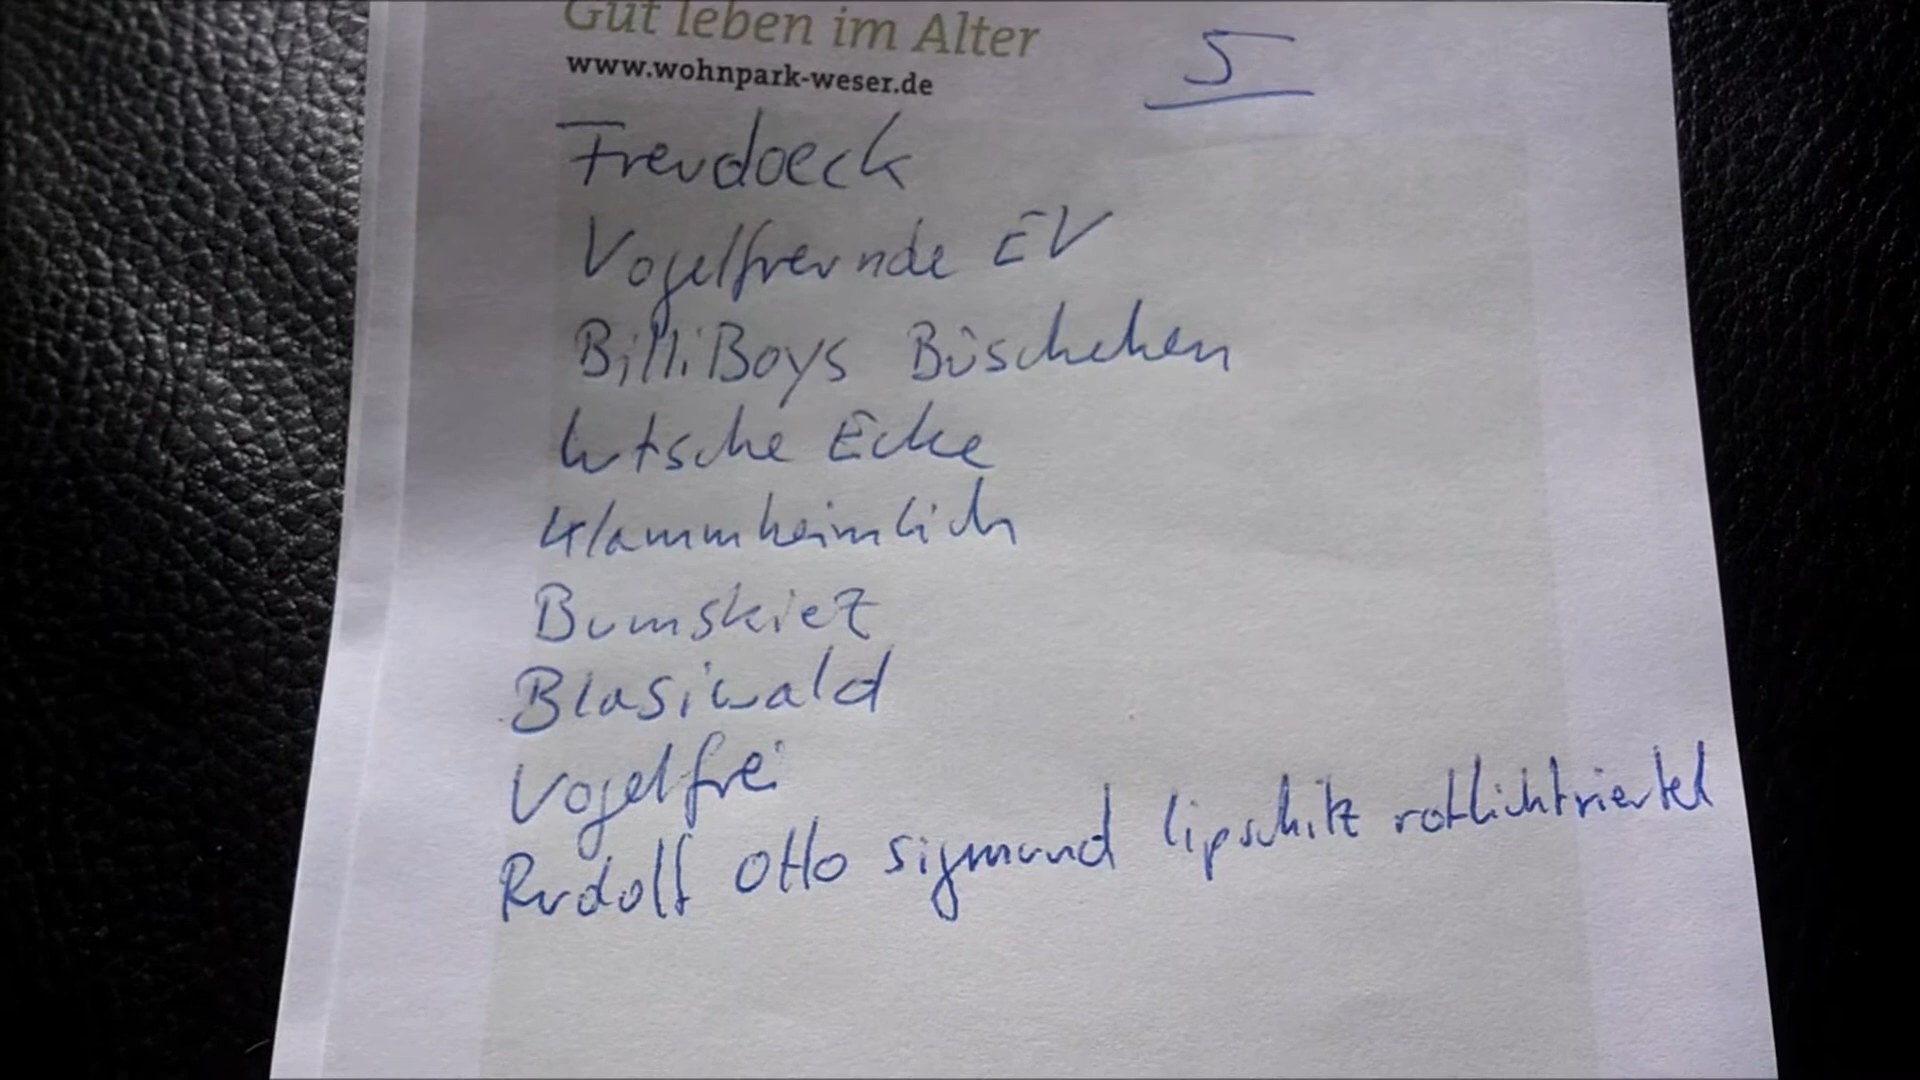 Gut leben im Alter
www.wohnpark-weser.de
5
Freudoeck
Vogelfreunde EV
BilliBoys Büschchen
lutsche Ecke
Klammheimlich
Bumskiez
Blasiwald
Vogelfrei
Rudolf Otto sigmund lipschitz rotlichtviertel